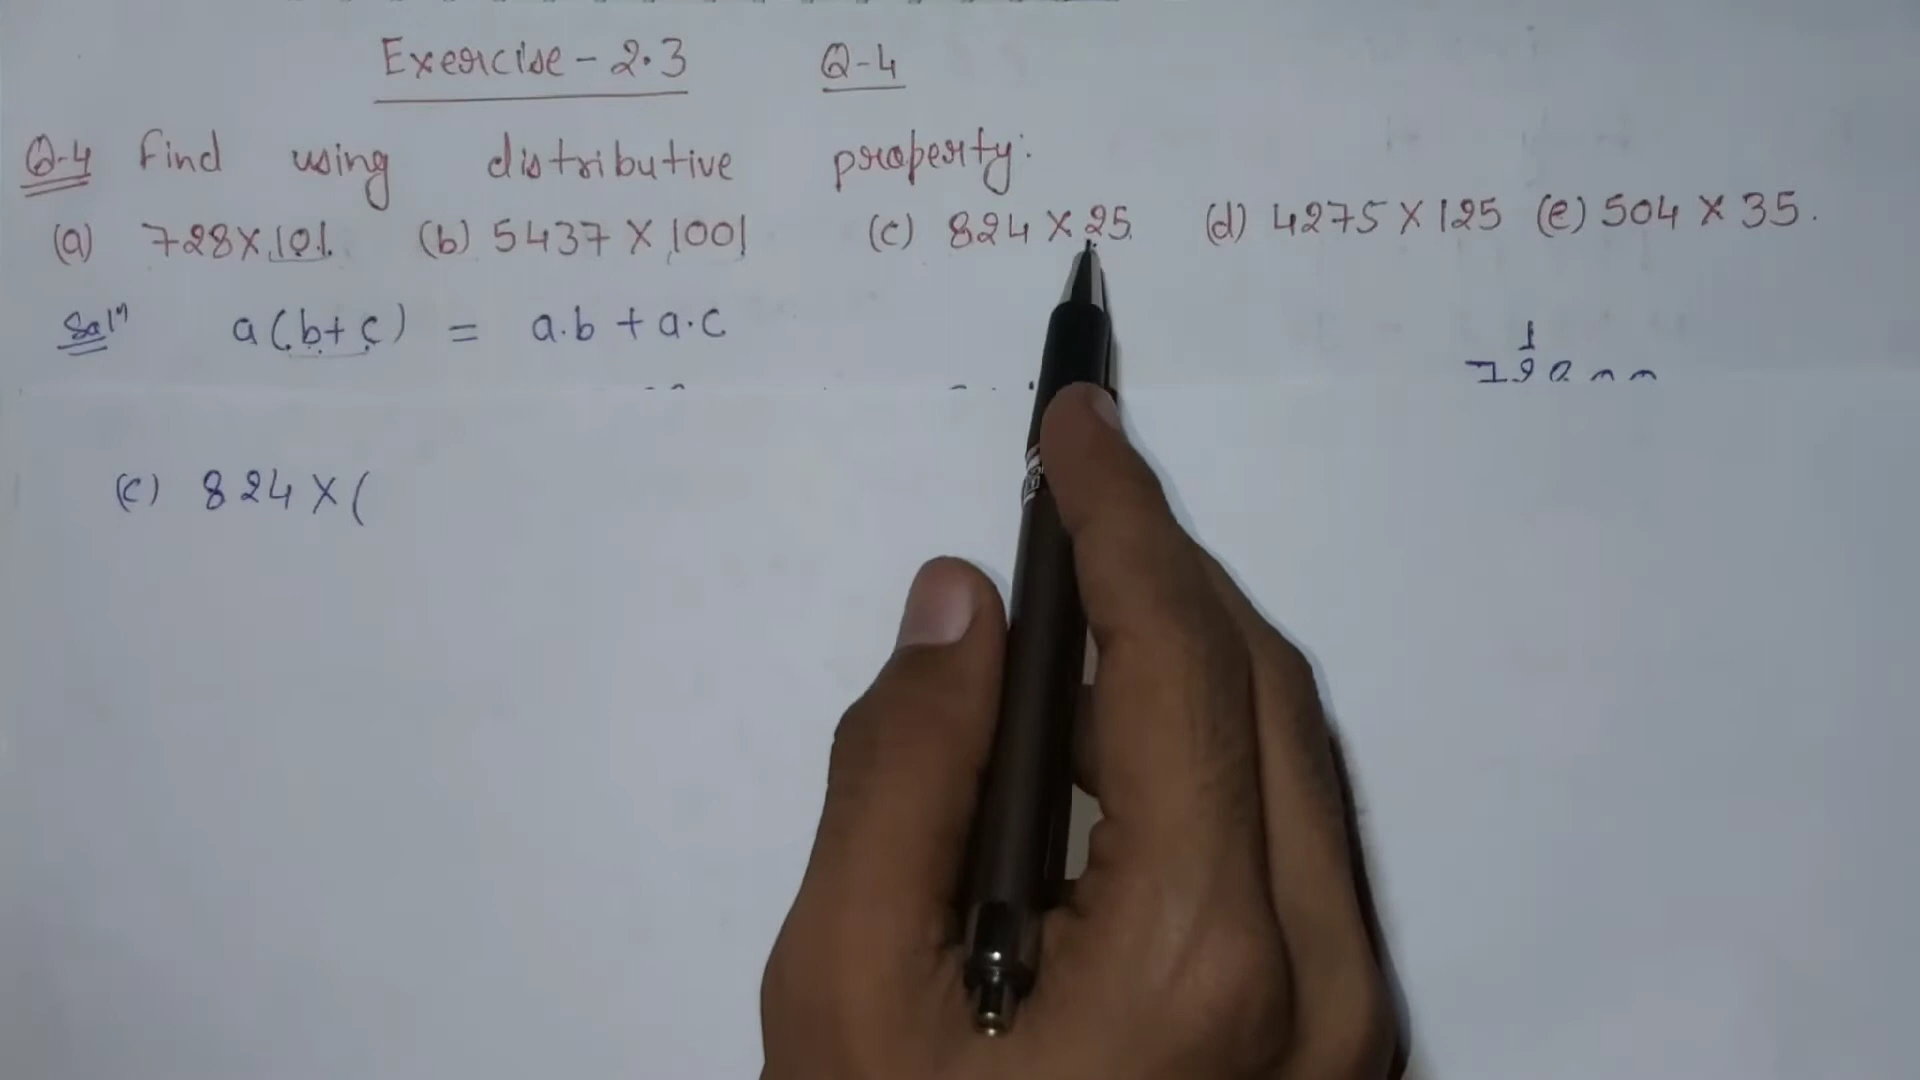 Exercise - 2.3 Q-4
Q-4 Find using distributive property:
(a) 728 × 101 (b) 5437 × 1001 (c) 824 × 25 (d) 4275 × 125 (e) 504 × 35.
Solⁿ a(b+c) = a.b + a.c
(c) 824 × (